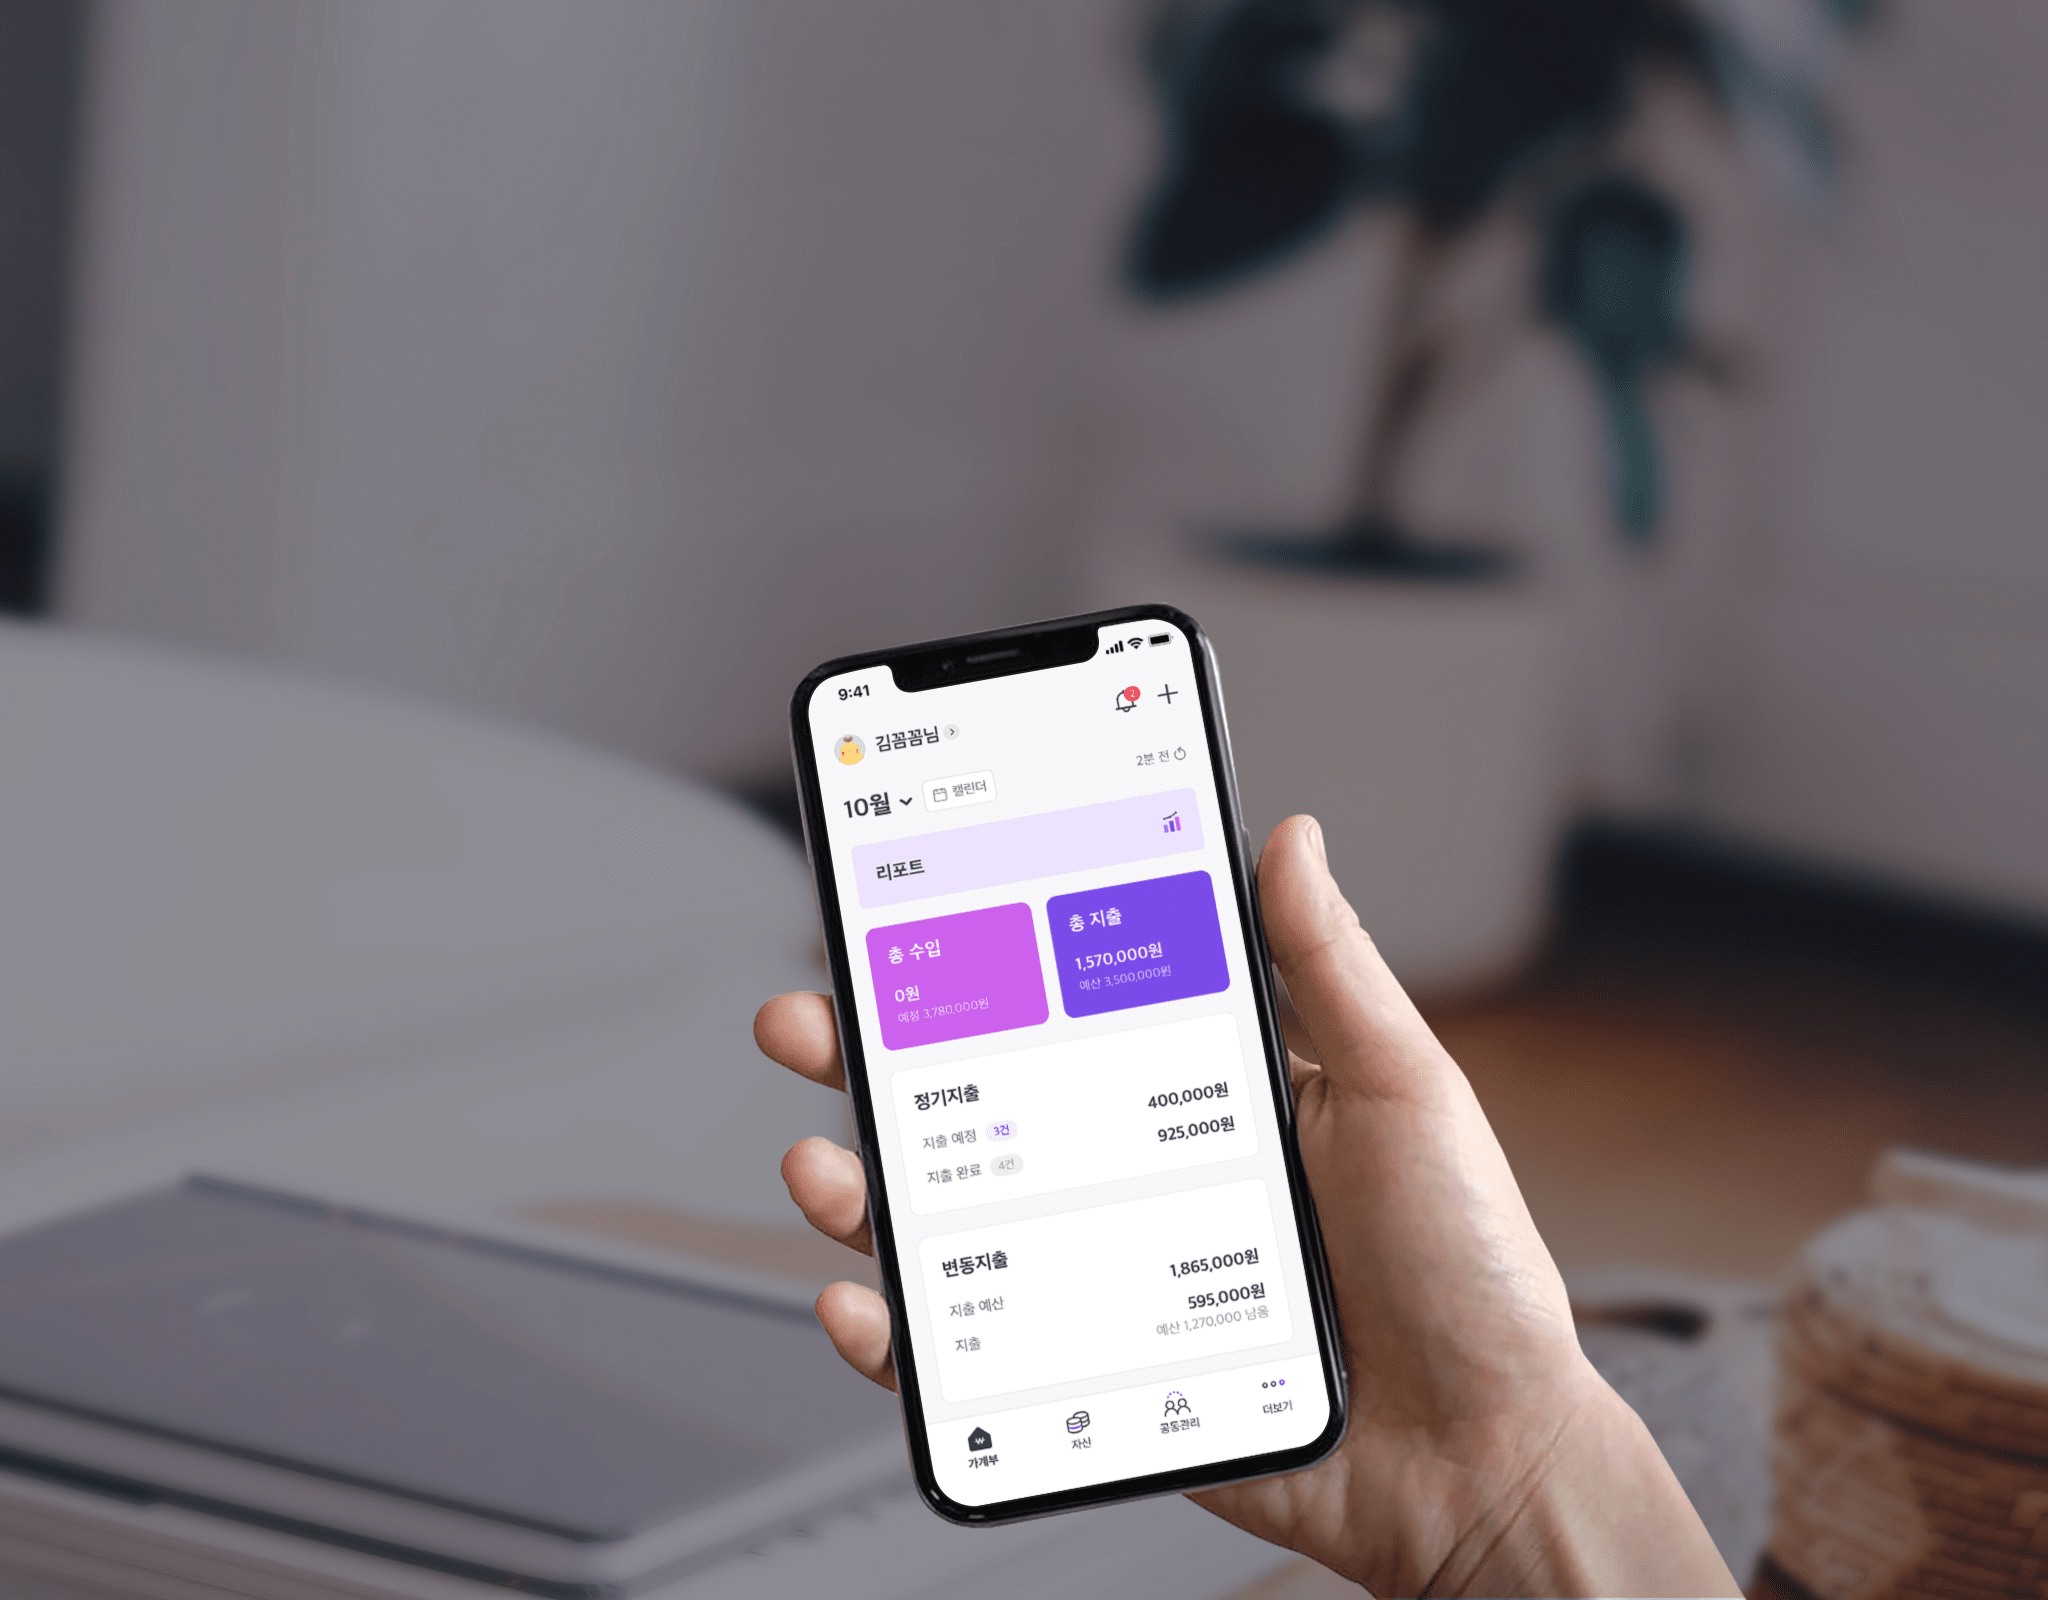 9:41
2
김꼼꼼님
2분 전
10월
캘린더
리포트
총 수입
0원
예정 3,780,000원
총 지출
1,570,000원
예산 3,500,000원
정기지출
지출 예정 3건 400,000원
지출 완료 4건 925,000원
변동지출
지출 예산 1,865,000원
지출 595,000원
예산 1,270,000 남음
가계부
자산
공동관리
더보기